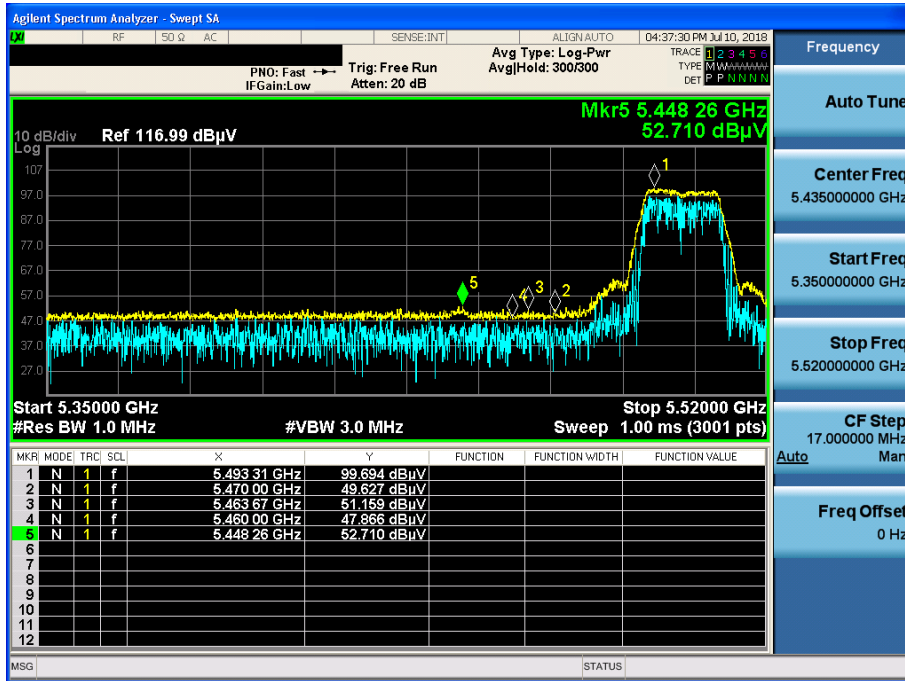 Agilent Spectrum Analyzer - Swept SA
LXI RF 50 Ω AC SENSE:INT ALIGNAUTO 04:37:30 PM Jul 10, 2018
PNO: Fast
IFGain:Low
Trig: Free Run
Atten: 20 dB
Avg Type: Log-Pwr
Avg|Hold: 300/300
TRACE 1 2 3 4 5 6
TYPE M W
DET P P N N N N
Mkr5 5.448 26 GHz
52.710 dBµV
10 dB/div Ref 116.99 dBµV
Log
107
97.0
87.0
77.0
67.0
57.0
47.0
37.0
27.0
1
5
4 3 2
Start 5.35000 GHz Stop 5.52000 GHz
#Res BW 1.0 MHz #VBW 3.0 MHz Sweep 1.00 ms (3001 pts)
MKR MODE TRC SCL X Y FUNCTION FUNCTION WIDTH FUNCTION VALUE
1 N 1 f 5.493 31 GHz 99.694 dBµV
2 N 1 f 5.470 00 GHz 49.627 dBµV
3 N 1 f 5.463 67 GHz 51.159 dBµV
4 N 1 f 5.460 00 GHz 47.866 dBµV
5 N 1 f 5.448 26 GHz 52.710 dBµV
6
7
8
9
10
11
12
MSG STATUS
Frequency
Auto Tune
Center Freq
5.435000000 GHz
Start Freq
5.350000000 GHz
Stop Freq
5.520000000 GHz
CF Step
17.000000 MHz
Auto Man
Freq Offset
0 Hz